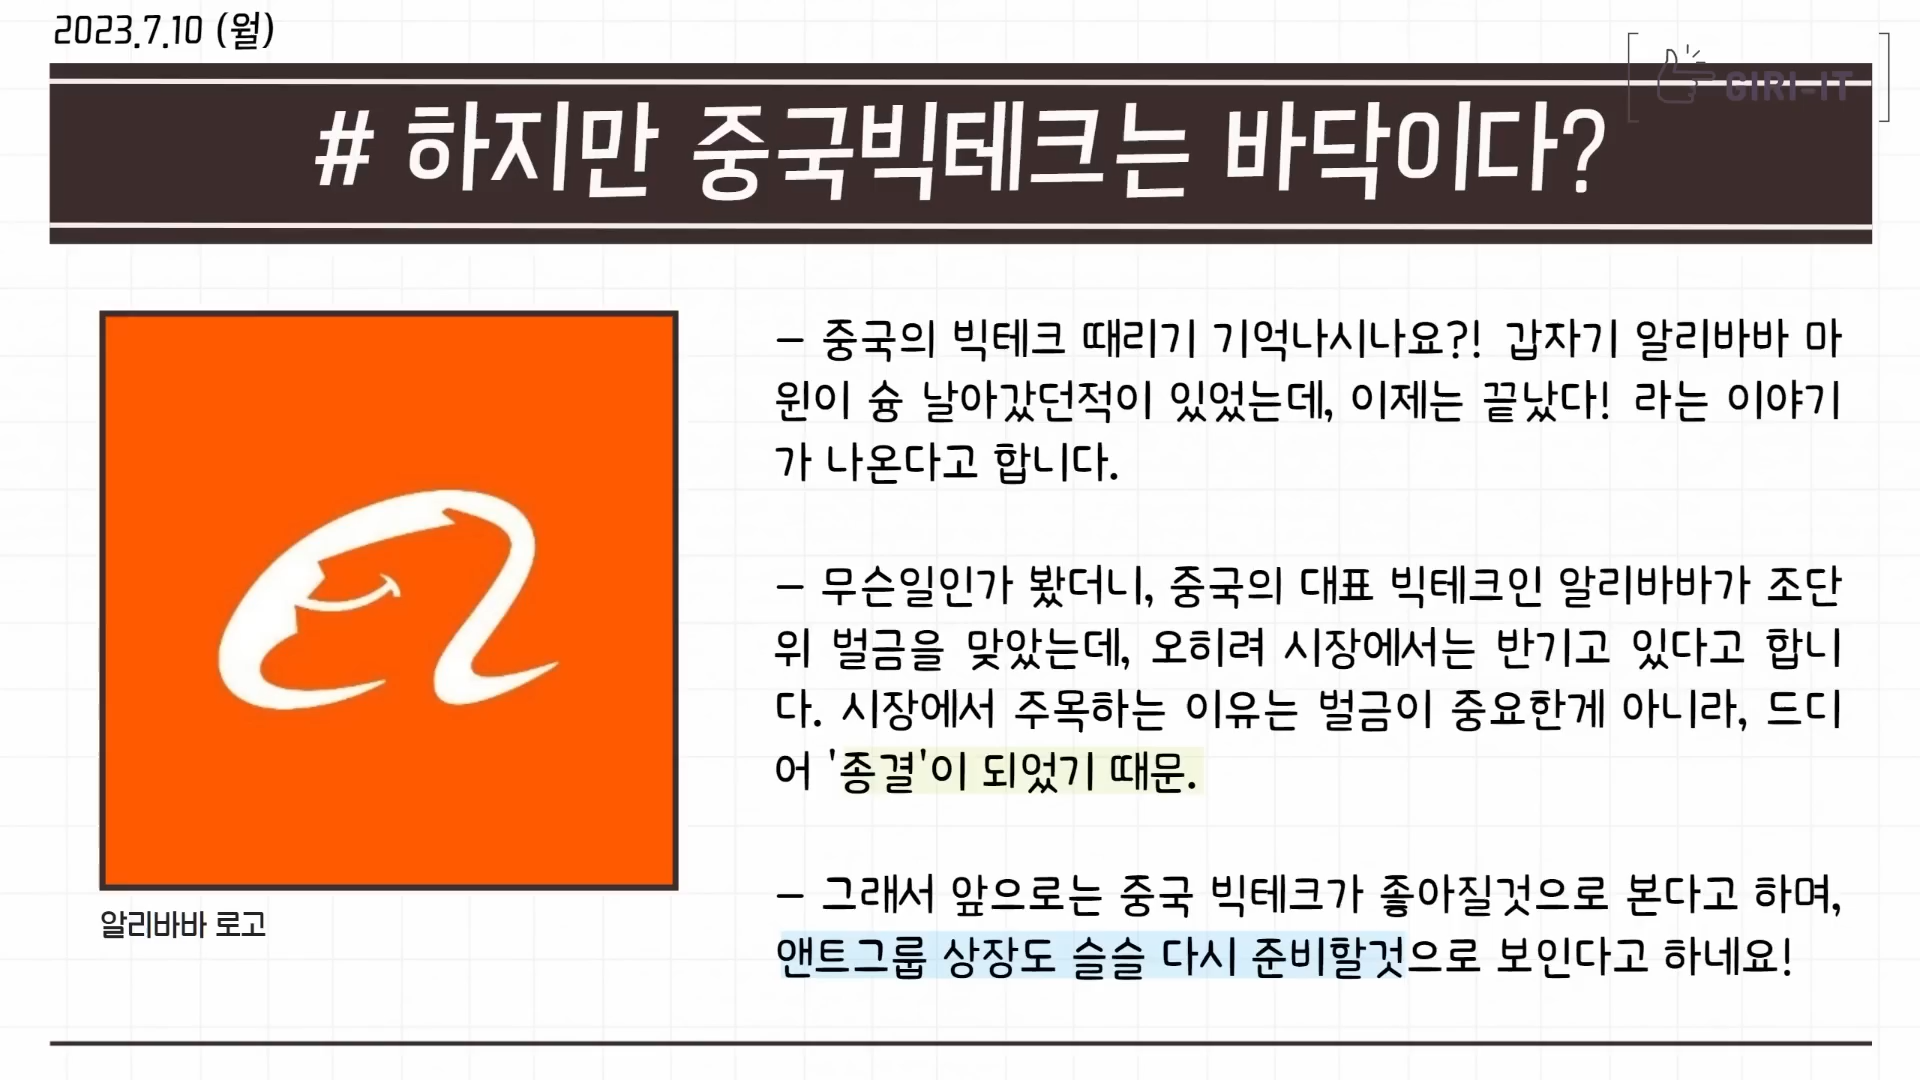 2023.7.10 (월)
GIRI-IT
# 하지만 중국빅테크는 바닥이다?
- 중국의 빅테크 때리기 기억나시나요?! 갑자기 알리바바 마
윈이 슝 날아갔던적이 있었는데, 이제는 끝났다! 라는 이야기
가 나온다고 합니다.
- 무슨일인가 봤더니, 중국의 대표 빅테크인 알리바바가 조단
위 벌금을 맞았는데, 오히려 시장에서는 반기고 있다고 합니
다. 시장에서 주목하는 이유는 벌금이 중요한게 아니라, 드디
어 '종결'이 되었기 때문.
- 그래서 앞으로는 중국 빅테크가 좋아질것으로 본다고 하며,
앤트그룹 상장도 슬슬 다시 준비할것으로 보인다고 하네요!
알리바바 로고